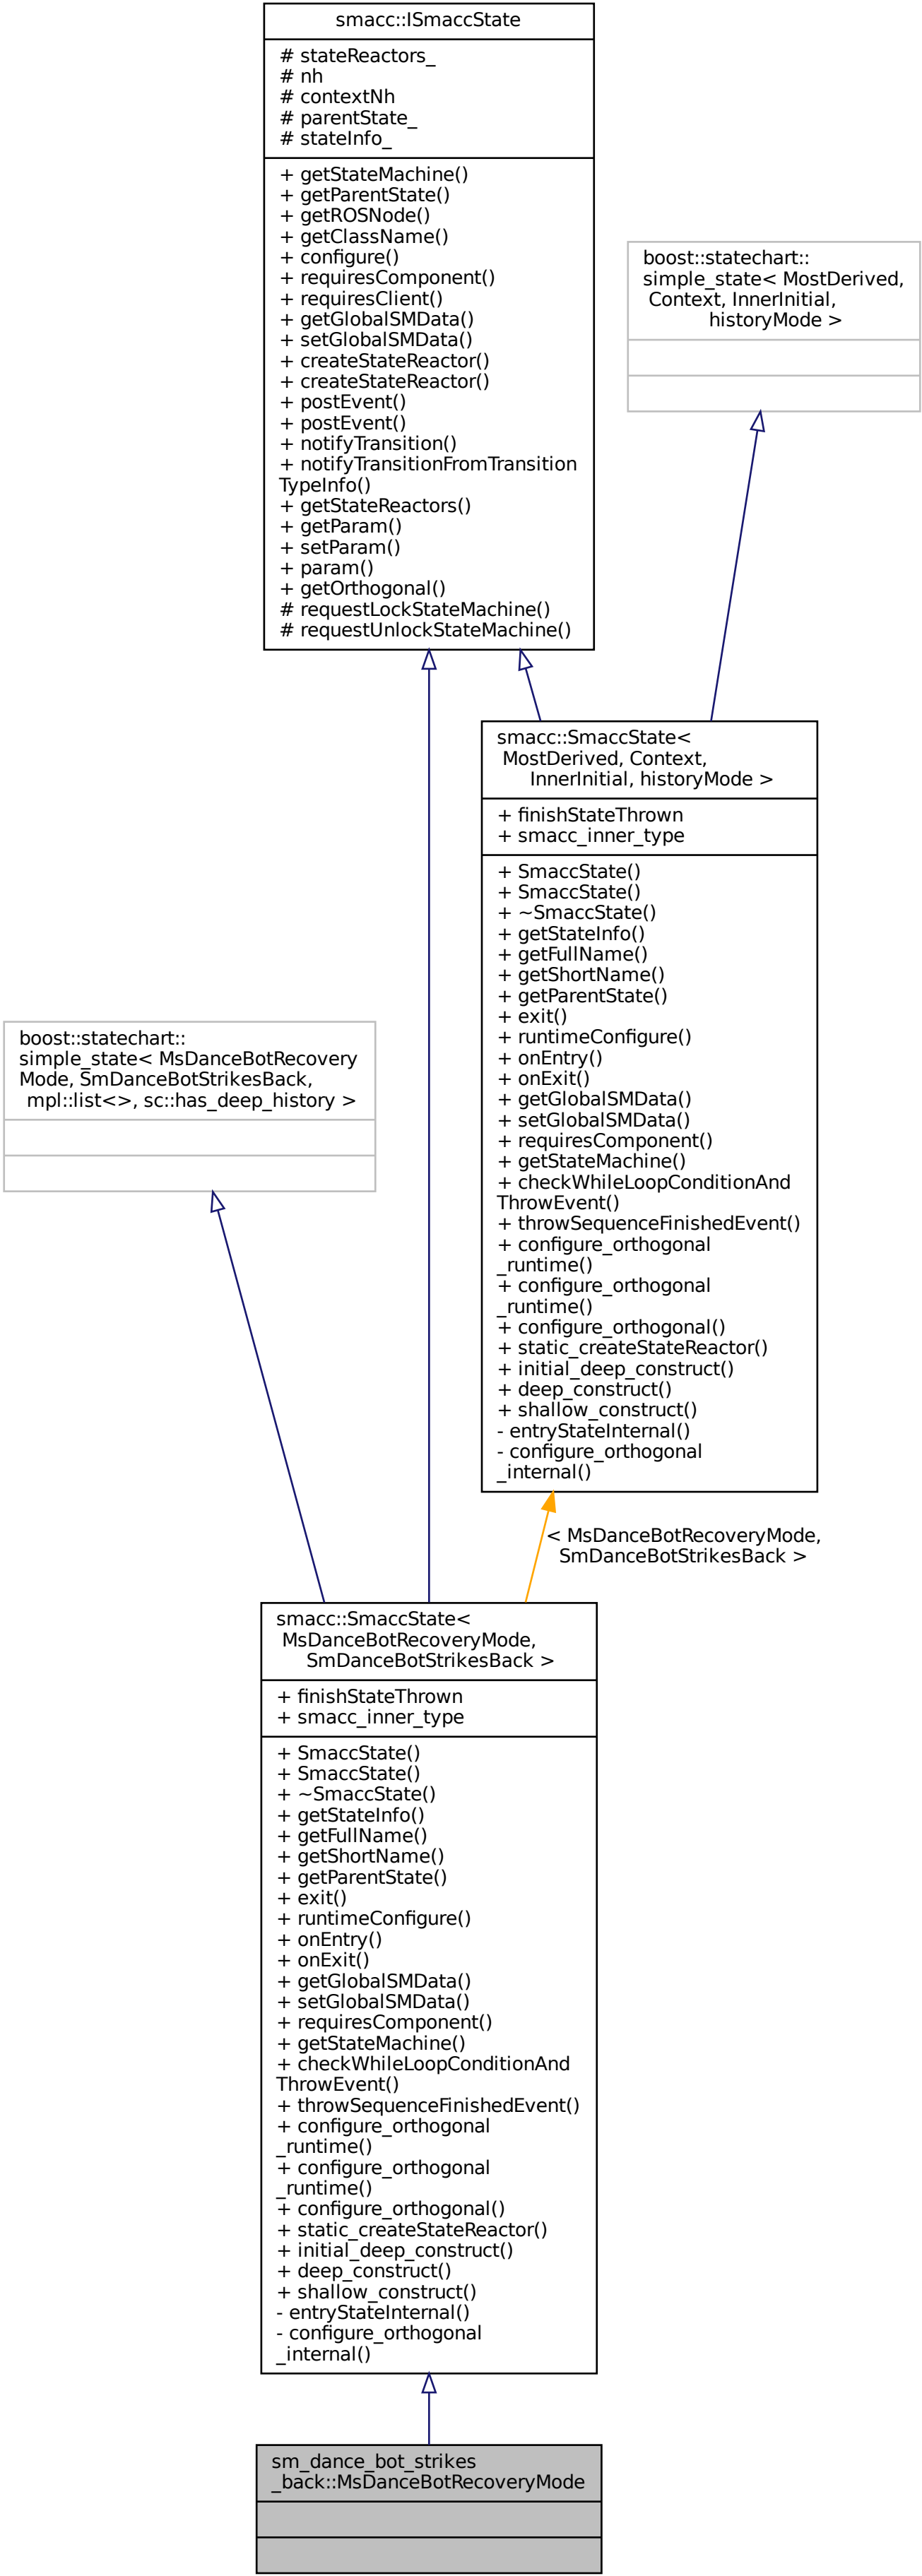 smacc::ISmaccState
# stateReactors_
# nh
# contextNh
# parentState_
# stateInfo_
+ getStateMachine()
+ getParentState()
+ getROSNode()
+ getClassName()
+ configure()
+ requiresComponent()
+ requiresClient()
+ getGlobalSMData()
+ setGlobalSMData()
+ createStateReactor()
+ createStateReactor()
+ postEvent()
+ postEvent()
+ notifyTransition()
+ notifyTransitionFromTransition
TypeInfo()
+ getStateReactors()
+ getParam()
+ setParam()
+ param()
+ getOrthogonal()
# requestLockStateMachine()
# requestUnlockStateMachine()
boost::statechart::
simple_state< MostDerived,
Context, InnerInitial,
historyMode >
smacc::SmaccState<
MostDerived, Context,
InnerInitial, historyMode >
+ finishStateThrown
+ smacc_inner_type
+ SmaccState()
+ SmaccState()
+ ~SmaccState()
+ getStateInfo()
+ getFullName()
+ getShortName()
+ getParentState()
+ exit()
+ runtimeConfigure()
+ onEntry()
+ onExit()
+ getGlobalSMData()
+ setGlobalSMData()
+ requiresComponent()
+ getStateMachine()
+ checkWhileLoopConditionAnd
ThrowEvent()
+ throwSequenceFinishedEvent()
+ configure_orthogonal
_runtime()
+ configure_orthogonal
_runtime()
+ configure_orthogonal()
+ static_createStateReactor()
+ initial_deep_construct()
+ deep_construct()
+ shallow_construct()
- entryStateInternal()
- configure_orthogonal
_internal()
boost::statechart::
simple_state< MsDanceBotRecovery
Mode, SmDanceBotStrikesBack,
mpl::list<>, sc::has_deep_history >
< MsDanceBotRecoveryMode,
SmDanceBotStrikesBack >
smacc::SmaccState<
MsDanceBotRecoveryMode,
SmDanceBotStrikesBack >
+ finishStateThrown
+ smacc_inner_type
+ SmaccState()
+ SmaccState()
+ ~SmaccState()
+ getStateInfo()
+ getFullName()
+ getShortName()
+ getParentState()
+ exit()
+ runtimeConfigure()
+ onEntry()
+ onExit()
+ getGlobalSMData()
+ setGlobalSMData()
+ requiresComponent()
+ getStateMachine()
+ checkWhileLoopConditionAnd
ThrowEvent()
+ throwSequenceFinishedEvent()
+ configure_orthogonal
_runtime()
+ configure_orthogonal
_runtime()
+ configure_orthogonal()
+ static_createStateReactor()
+ initial_deep_construct()
+ deep_construct()
+ shallow_construct()
- entryStateInternal()
- configure_orthogonal
_internal()
sm_dance_bot_strikes
_back::MsDanceBotRecoveryMode